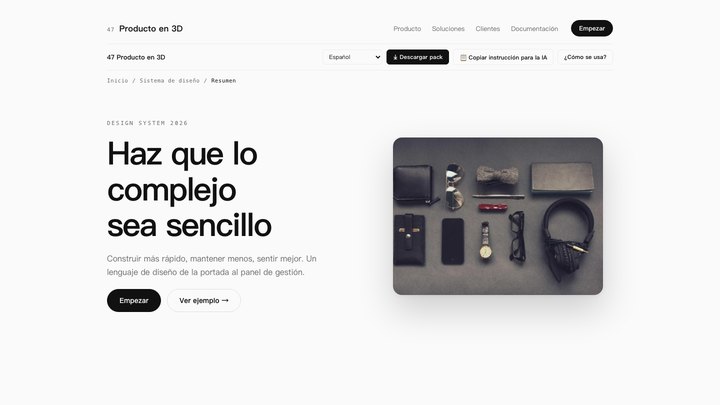 47 Producto en 3D
Producto Soluciones Clientes Documentación Empezar
47 Producto en 3D
Español Descargar pack Copiar instrucción para la IA ¿Cómo se usa?
Inicio / Sistema de diseño / Resumen
DESIGN SYSTEM 2026
Haz que lo
complejo
sea sencillo
Construir más rápido, mantener menos, sentir mejor. Un
lenguaje de diseño de la portada al panel de gestión.
Empezar Ver ejemplo →